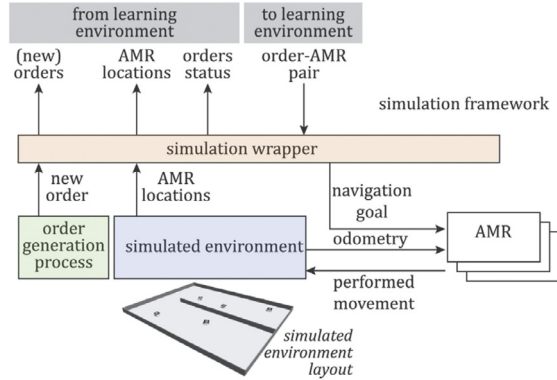 from learning
environment
to learning
environment
(new)
orders
AMR
locations
orders
status
order-AMR
pair
simulation framework
simulation wrapper
new
order
AMR
locations
navigation
goal
order
generation
process
simulated environment
odometry
AMR
performed
movement
simulated
environment
layout